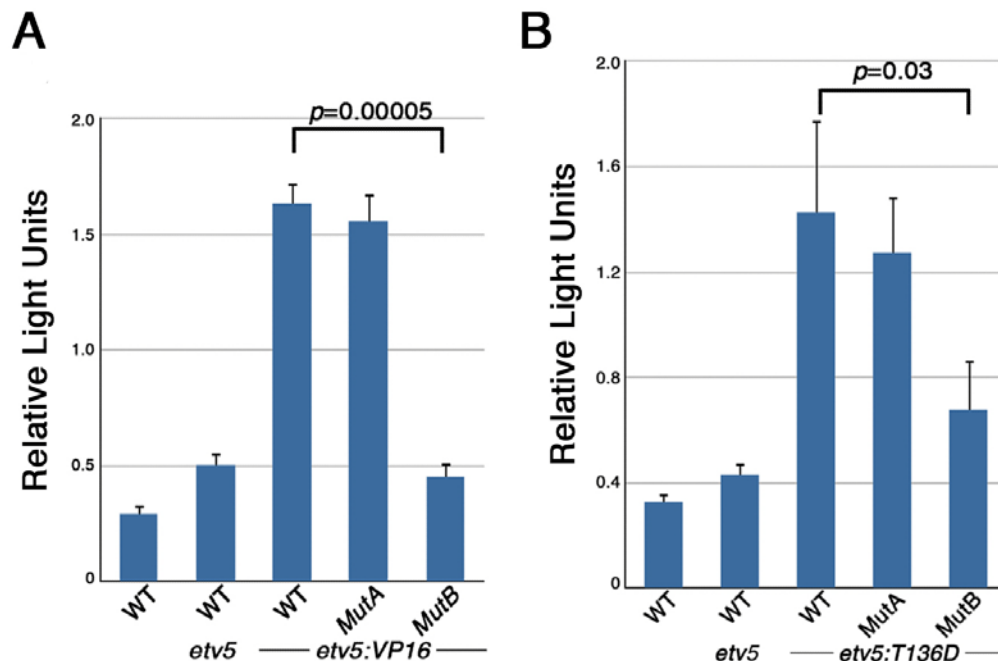 A
p=0.00005
2.0
1.5
1.0
0.5
0
Relative Light Units
WT
WT
WT
MutA
MutB
etv5
etv5:VP16
B
p=0.03
2.0
1.6
1.2
0.8
0.4
0
Relative Light Units
WT
WT
WT
MutA
MutB
etv5
etv5:T136D